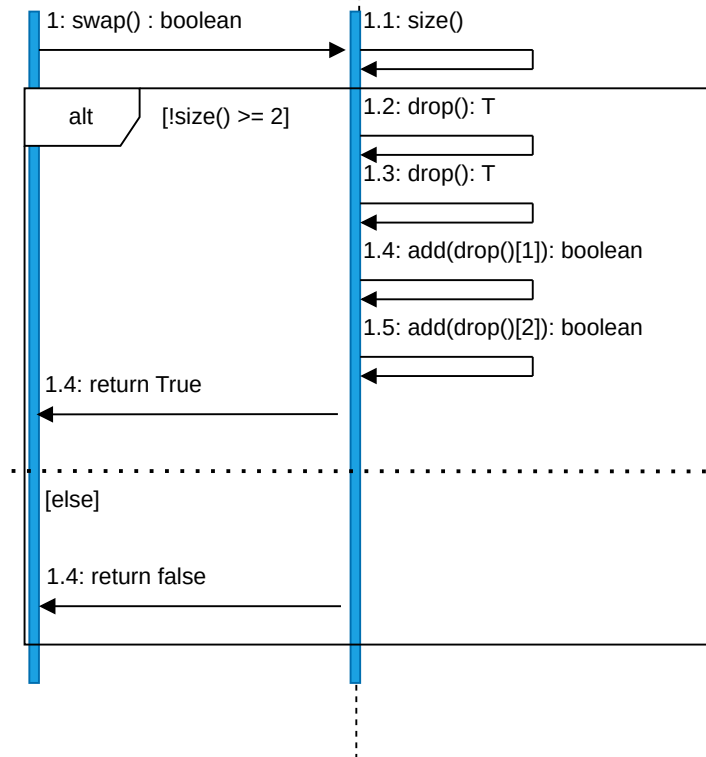 1: swap() : boolean
1.1: size()
alt
[!size() >= 2]
1.2: drop(): T
1.3: drop(): T
1.4: add(drop()[1]): boolean
1.5: add(drop()[2]): boolean
1.4: return True
[else]
1.4: return false